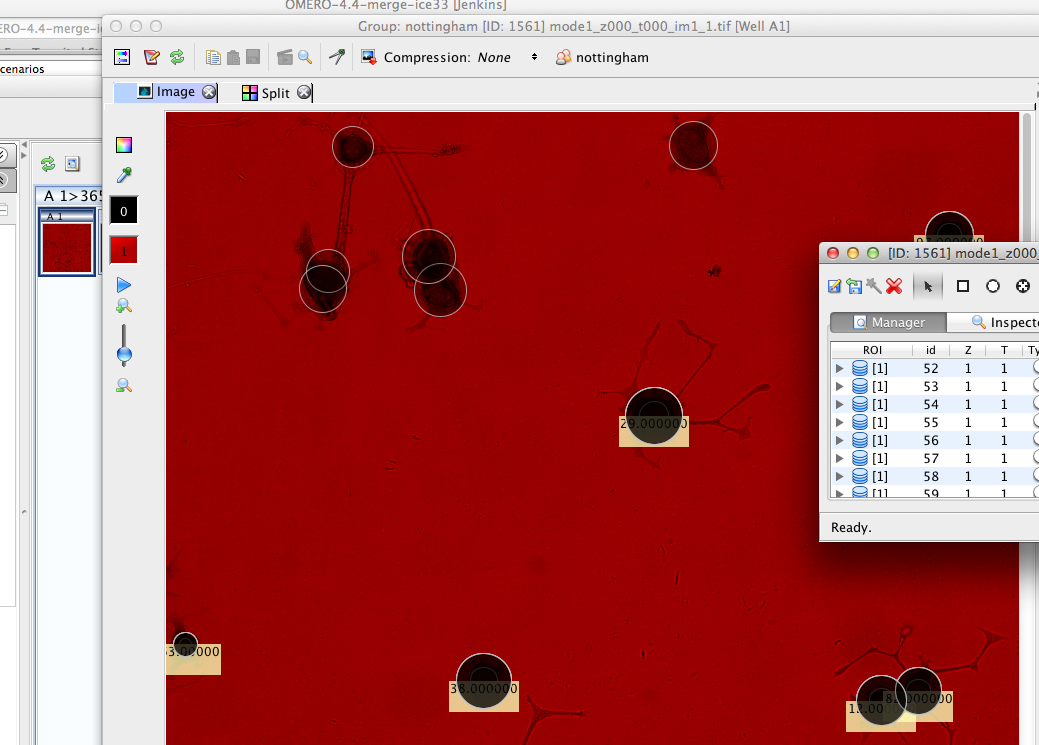 OMERO-4.4-merge-ice33 [Jenkins]
ERO-4.4-merge-i
Group: nottingham [ID: 1561] mode1_z000_t000_im1_1.tif [Well A1]
cenarios
Compression: None
nottingham
Image
Split
A 1>365
A 1
0
1
[ID: 1561] mode1_z000_
Manager
Inspecto
ROI id Z T Ty
[1] 52 1 1
[1] 53 1 1
[1] 54 1 1
[1] 55 1 1
[1] 56 1 1
[1] 57 1 1
[1] 58 1 1
[1] 59 1 1
Ready.
29.000000
3.00000
38.000000
12.00
8 .000000